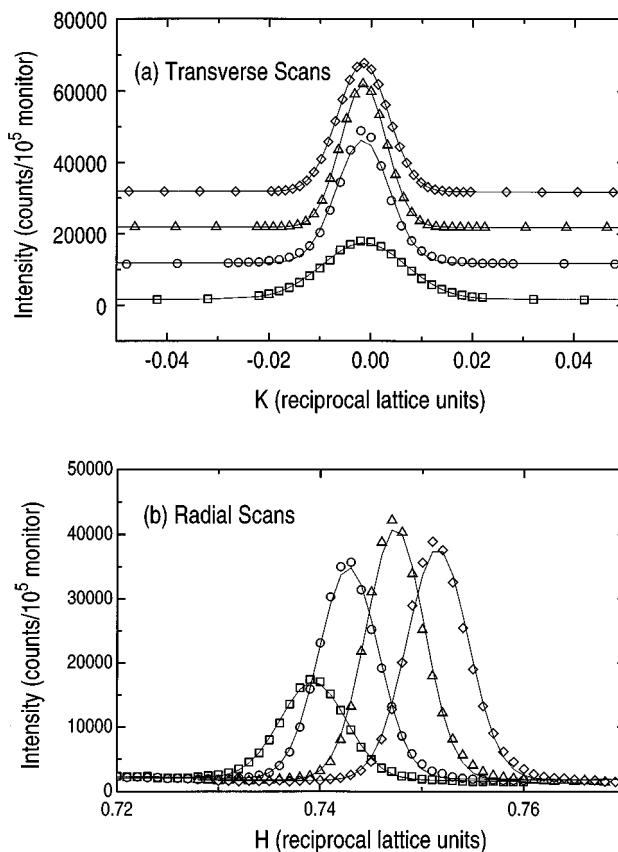 80000
(a) Transverse Scans
60000
40000
20000
0
Intensity (counts/10⁵ monitor)
-0.04 -0.02 0.00 0.02 0.04
K (reciprocal lattice units)
50000
(b) Radial Scans
40000
30000
20000
10000
0
Intensity (counts/10⁵ monitor)
0.72 0.74 0.76
H (reciprocal lattice units)